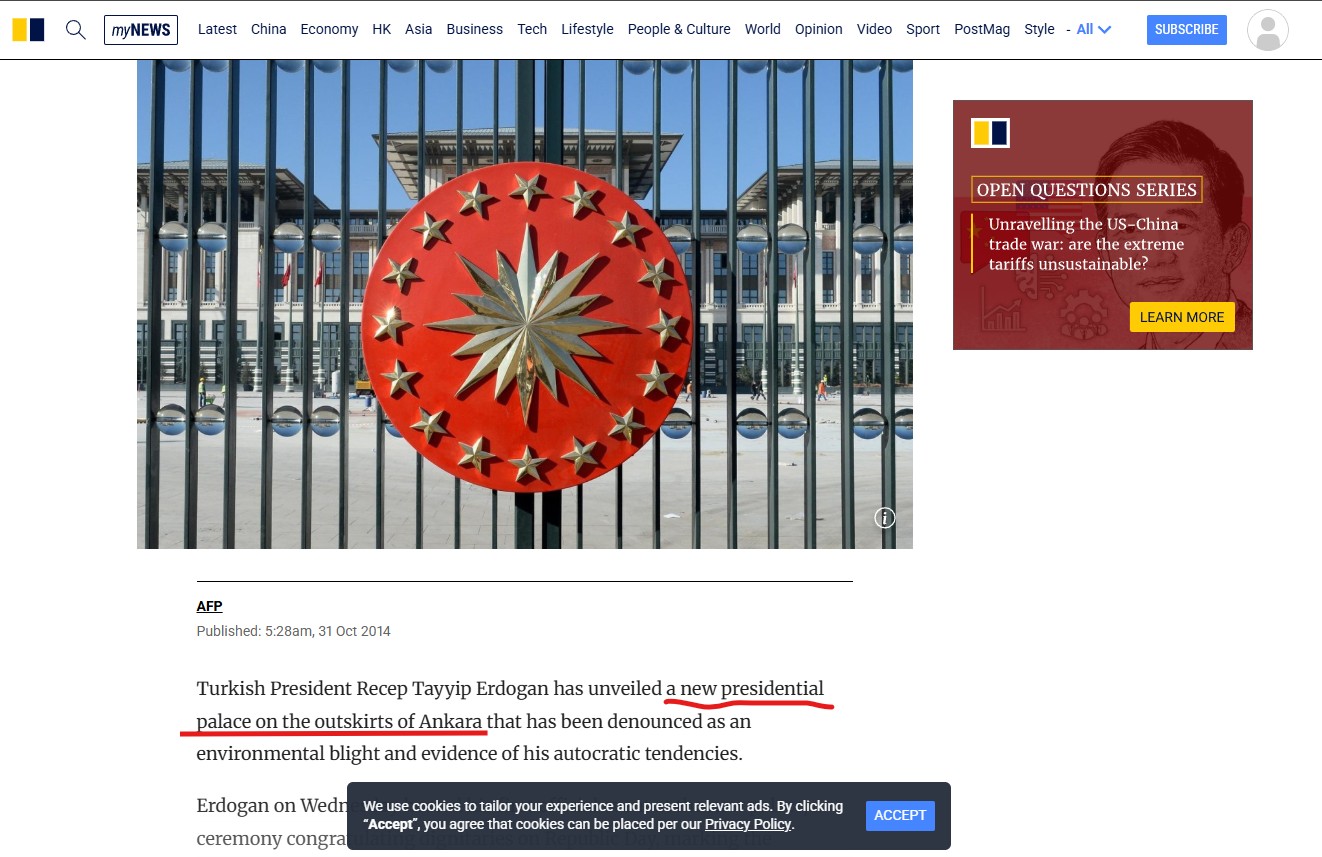 myNEWS
Latest
China
Economy
HK
Asia
Business
Tech
Lifestyle
People & Culture
World
Opinion
Video
Sport
PostMag
Style
- All
SUBSCRIBE
OPEN QUESTIONS SERIES
Unravelling the US–China
trade war: are the extreme
tariffs unsustainable?
LEARN MORE
i
AFP
Published: 5:28am, 31 Oct 2014
Turkish President Recep Tayyip Erdogan has unveiled a new presidential
palace on the outskirts of Ankara that has been denounced as an
environmental blight and evidence of his autocratic tendencies.
Erdogan on
ceremony
We use cookies to tailor your experience and present relevant ads. By clicking
“Accept”, you agree that cookies can be placed per our Privacy Policy.
ACCEPT